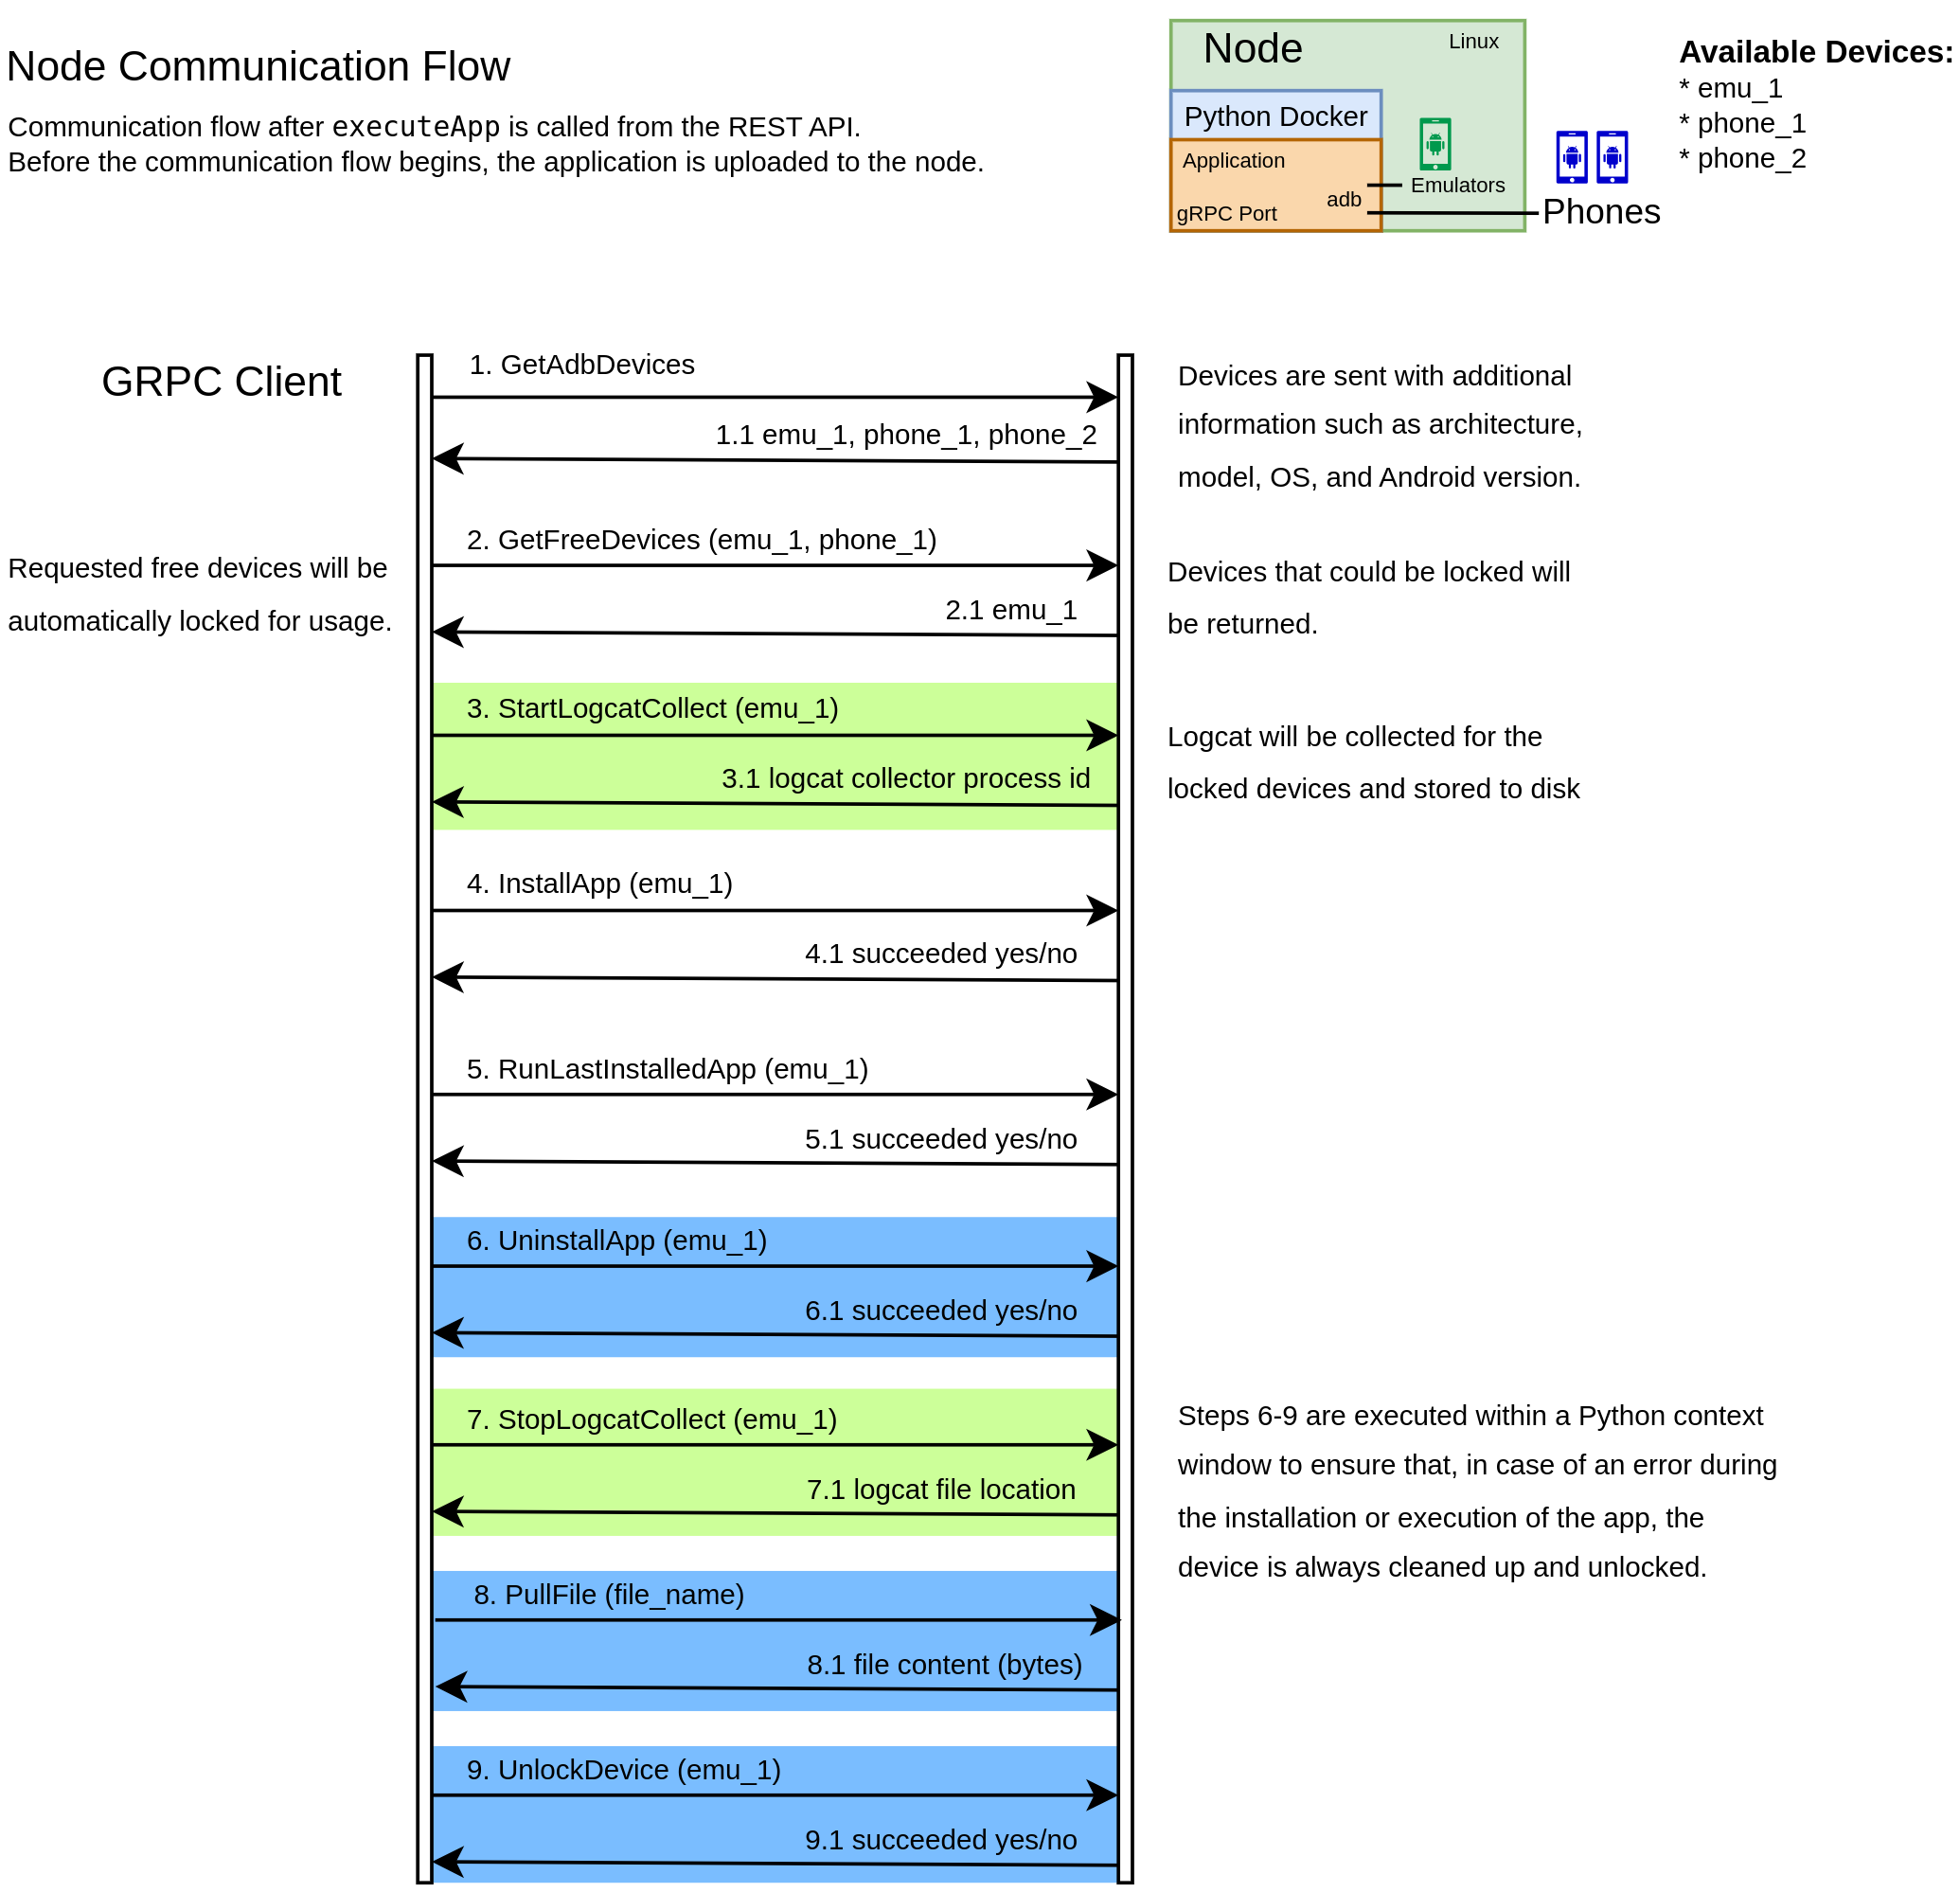 Node Communication Flow
Communication flow after executeApp is called from the REST API.
Before the communication flow begins, the application is uploaded to the node.
Node
Linux
Python Docker
Application
adb
gRPC Port
Emulators
Phones
Available Devices:
* emu_1
* phone_1
* phone_2
GRPC Client
1. GetAdbDevices
1.1 emu_1, phone_1, phone_2
Devices are sent with additional
information such as architecture,
model, OS, and Android version.
Requested free devices will be
automatically locked for usage.
2. GetFreeDevices (emu_1, phone_1)
2.1 emu_1
Devices that could be locked will
be returned.
3. StartLogcatCollect (emu_1)
3.1 logcat collector process id
Logcat will be collected for the
locked devices and stored to disk
4. InstallApp (emu_1)
4.1 succeeded yes/no
5. RunLastInstalledApp (emu_1)
5.1 succeeded yes/no
6. UninstallApp (emu_1)
6.1 succeeded yes/no
7. StopLogcatCollect (emu_1)
7.1 logcat file location
Steps 6-9 are executed within a Python context
window to ensure that, in case of an error during
the installation or execution of the app, the
device is always cleaned up and unlocked.
8. PullFile (file_name)
8.1 file content (bytes)
9. UnlockDevice (emu_1)
9.1 succeeded yes/no